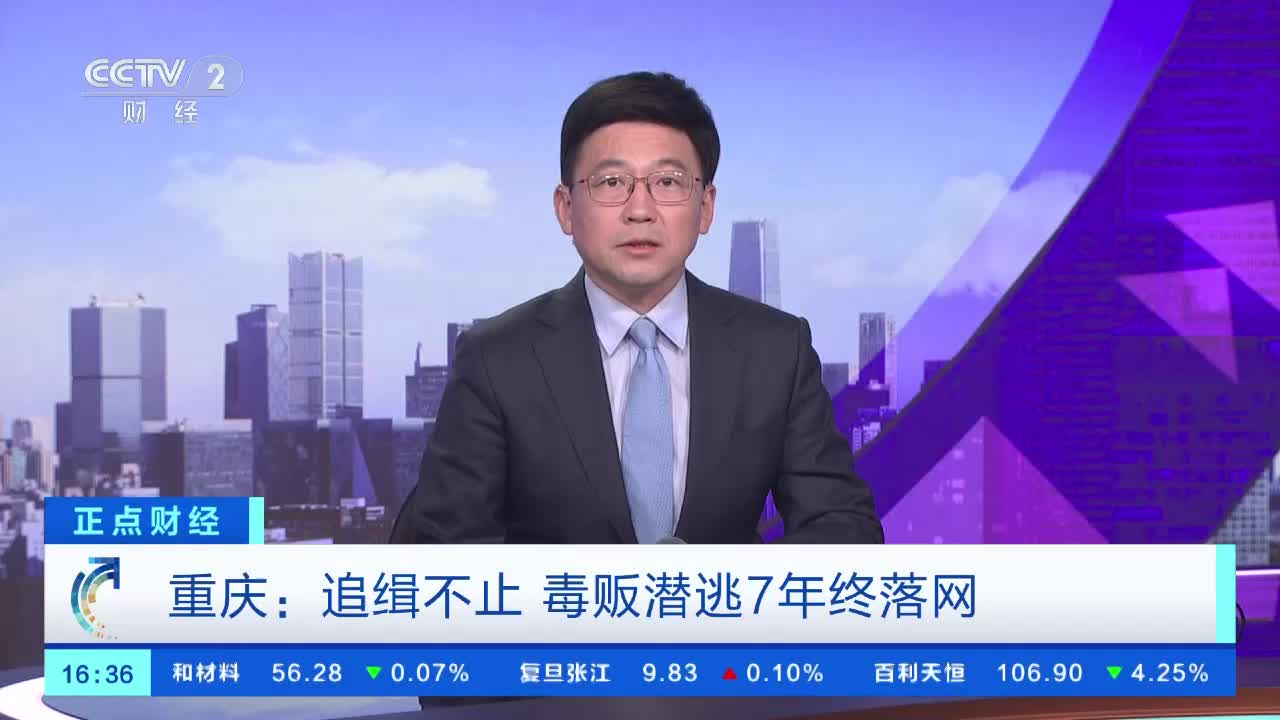 CCTV 2
财 经
正点财经
重庆：追缉不止 毒贩潜逃7年终落网
16:36 和材料 56.28 ▼ 0.07% 复旦张江 9.83 ▲ 0.10% 百利天恒 106.90 ▼ 4.25%